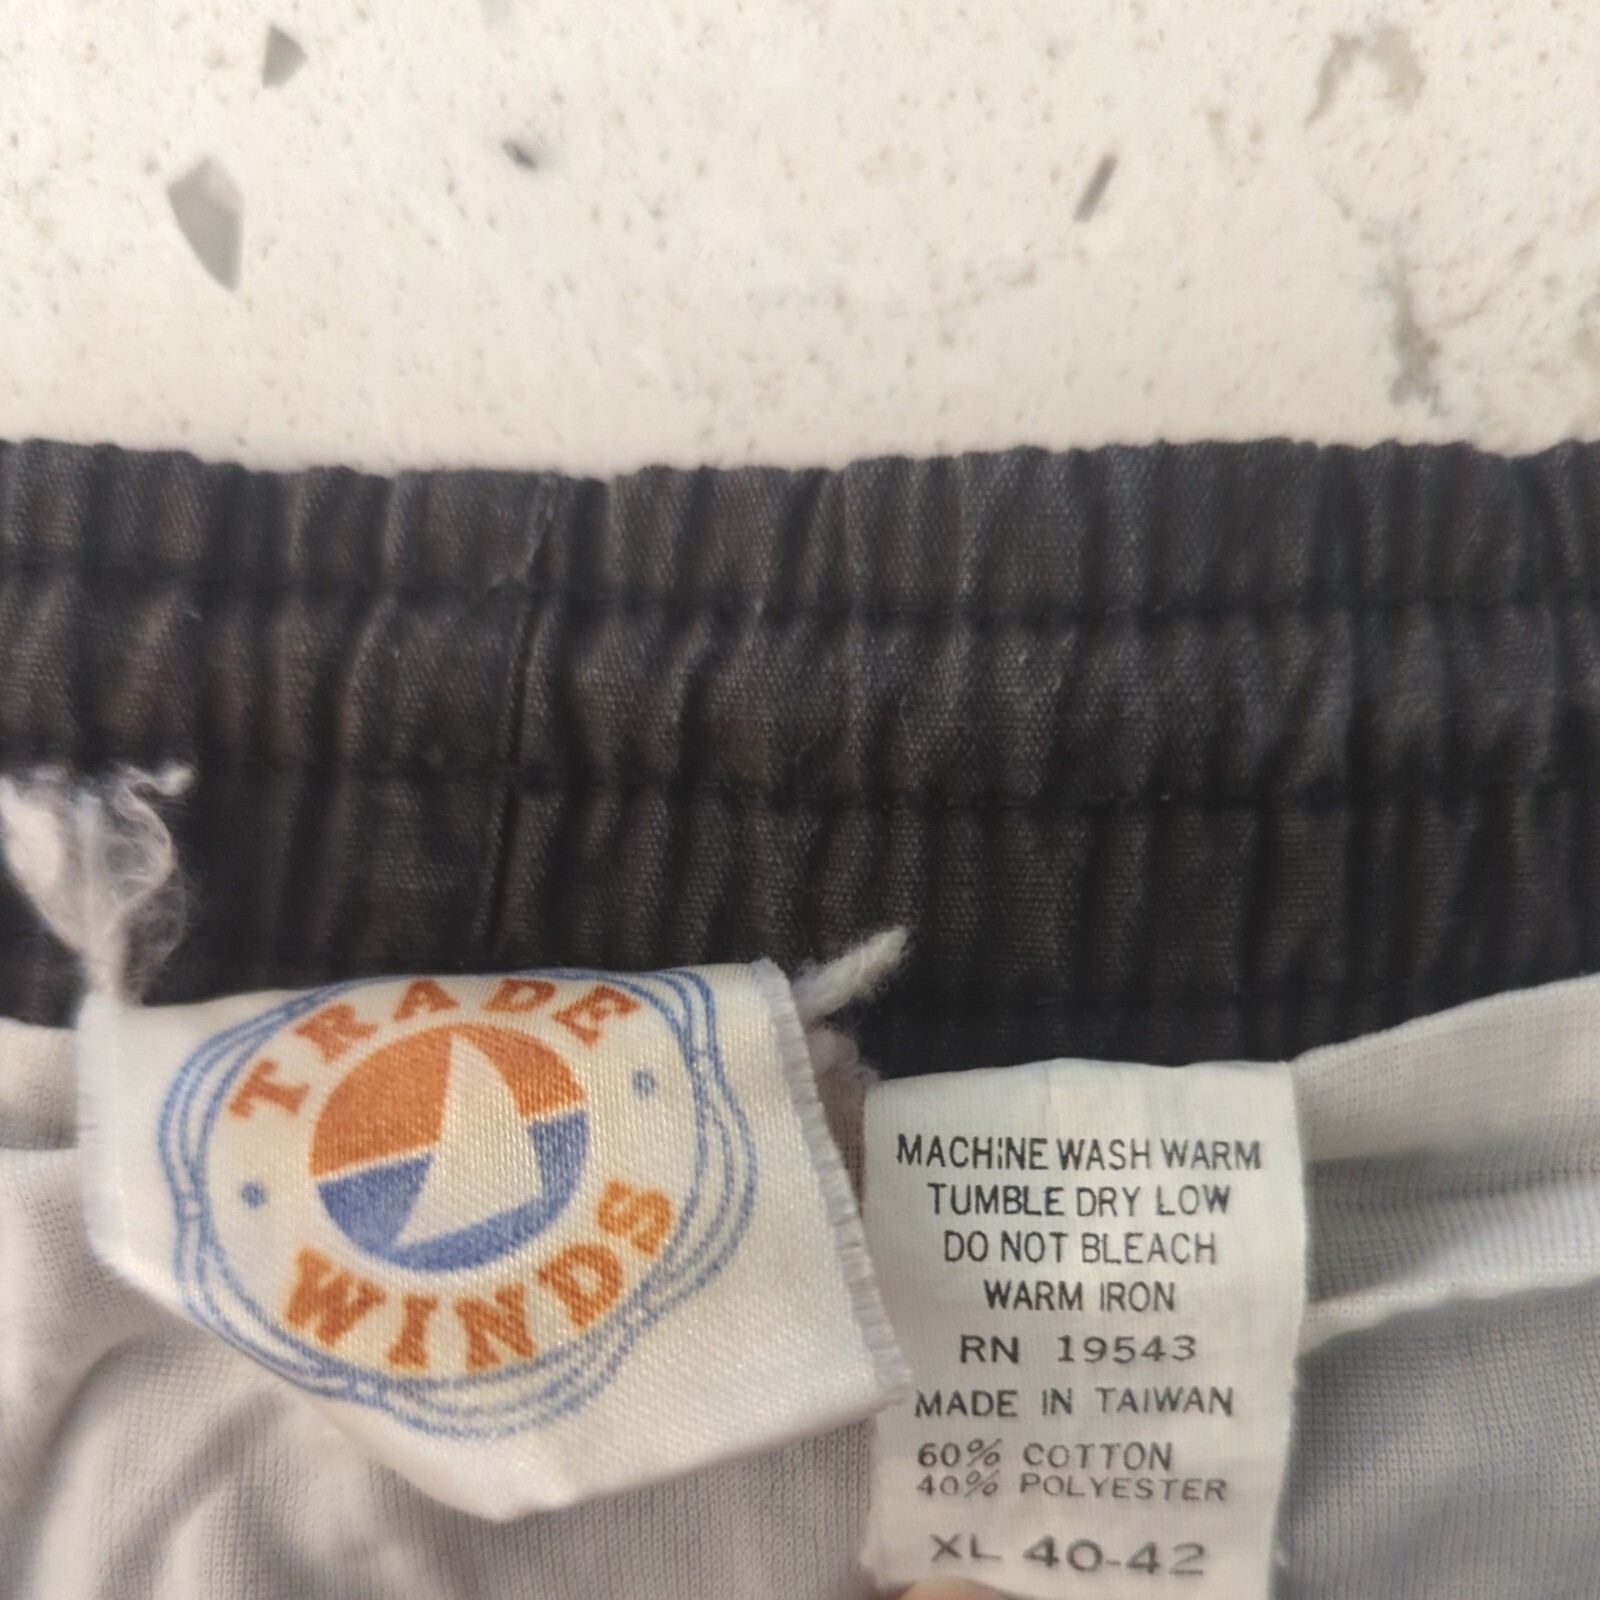 TRADE
WINDS
MACHINE WASH WARM
TUMBLE DRY LOW
DO NOT BLEACH
WARM IRON
RN 19543
MADE IN TAIWAN
60% COTTON
40% POLYESTER
XL 40-42